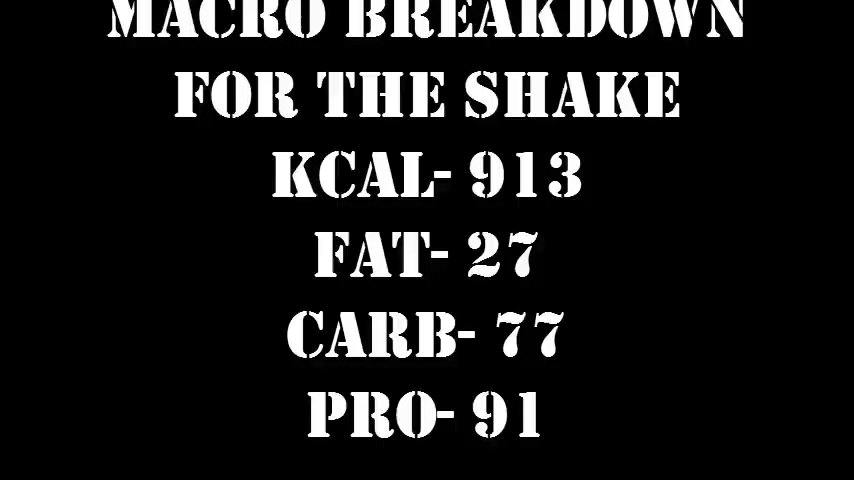 MACRO BREAKDOWN
FOR THE SHAKE
KCAL- 913
FAT- 27
CARB- 77
PRO- 91